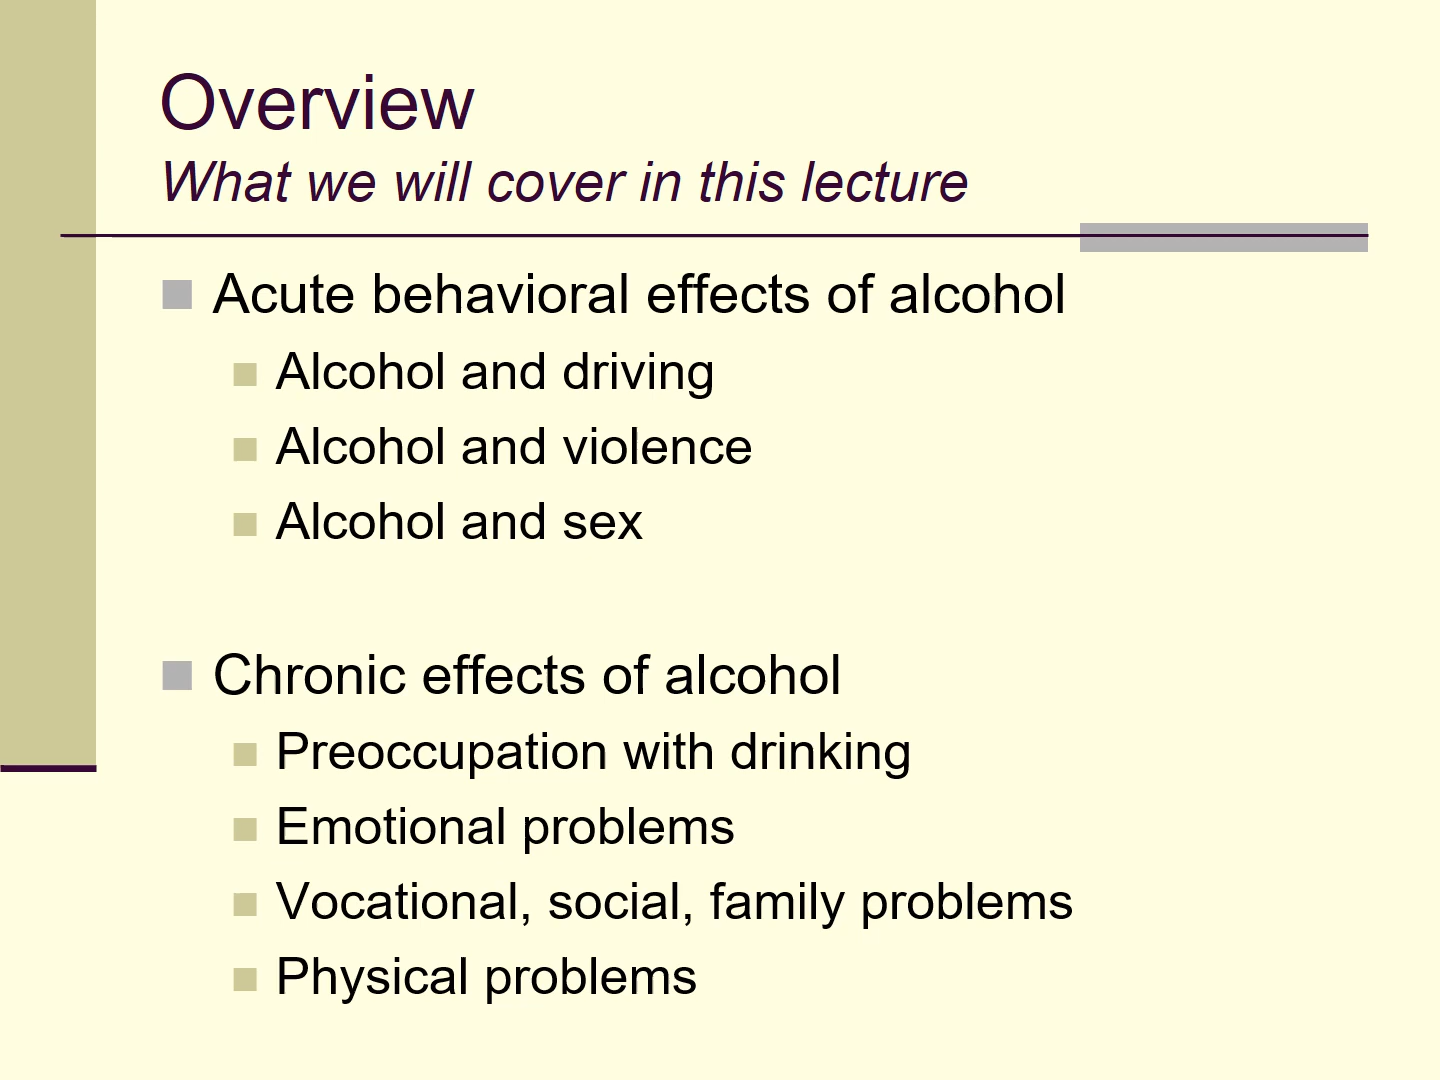 Overview
What we will cover in this lecture
Acute behavioral effects of alcohol
Alcohol and driving
Alcohol and violence
Alcohol and sex
Chronic effects of alcohol
Preoccupation with drinking
Emotional problems
Vocational, social, family problems
Physical problems